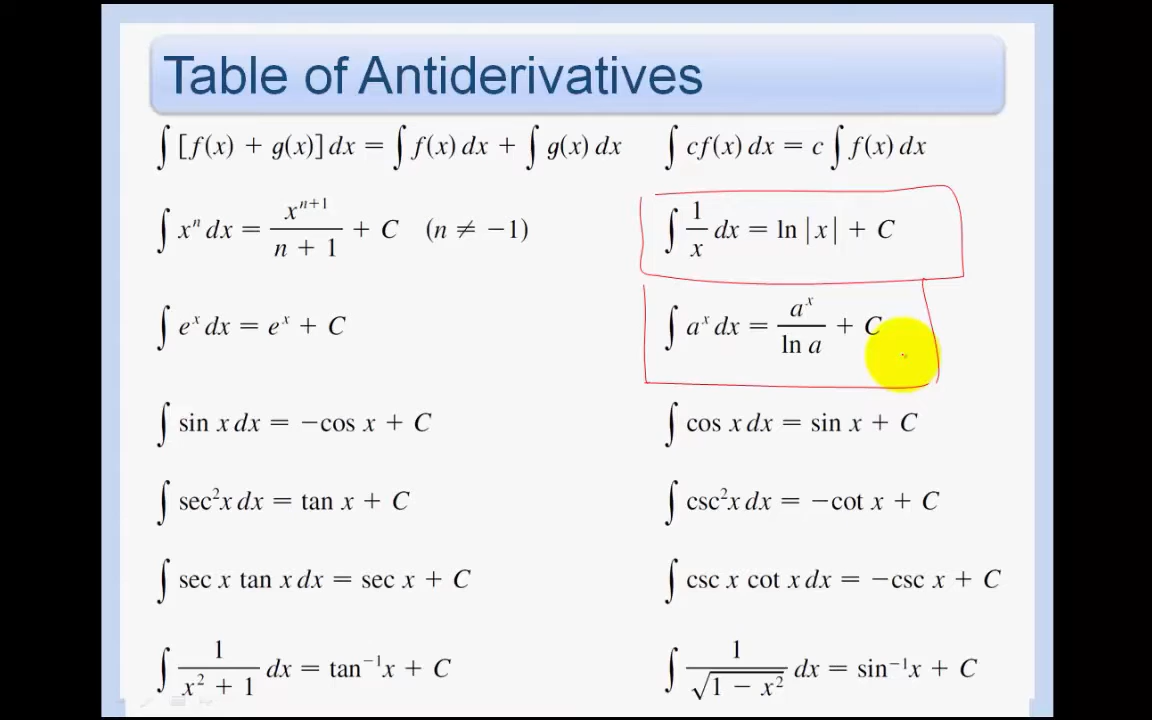 Table of Antiderivatives
∫ [f(x) + g(x)] dx = ∫ f(x) dx + ∫ g(x) dx
∫ cf(x) dx = c ∫ f(x) dx
∫ xⁿ dx = xⁿ⁺¹ / (n + 1) + C (n ≠ −1)
∫ 1/x dx = ln |x| + C
∫ eˣ dx = eˣ + C
∫ aˣ dx = aˣ / ln a + C
∫ sin x dx = −cos x + C
∫ cos x dx = sin x + C
∫ sec²x dx = tan x + C
∫ csc²x dx = −cot x + C
∫ sec x tan x dx = sec x + C
∫ csc x cot x dx = −csc x + C
∫ 1/(x² + 1) dx = tan⁻¹x + C
∫ 1/√(1 − x²) dx = sin⁻¹x + C